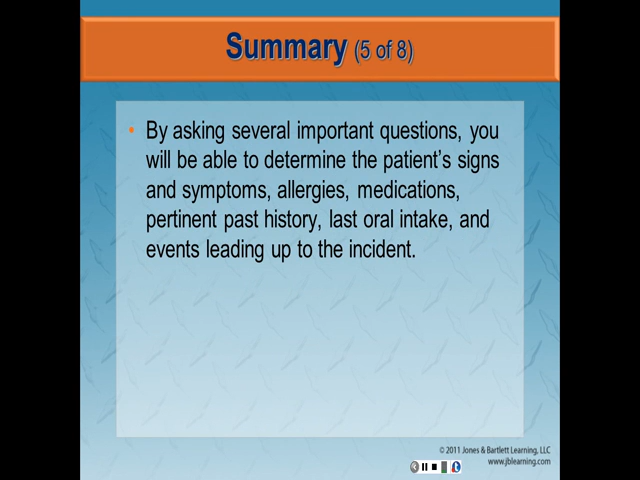 Summary (5 of 8)
• By asking several important questions, you
will be able to determine the patient's signs
and symptoms, allergies, medications,
pertinent past history, last oral intake, and
events leading up to the incident.
© 2011 Jones & Bartlett Learning, LLC
www.jblearning.com